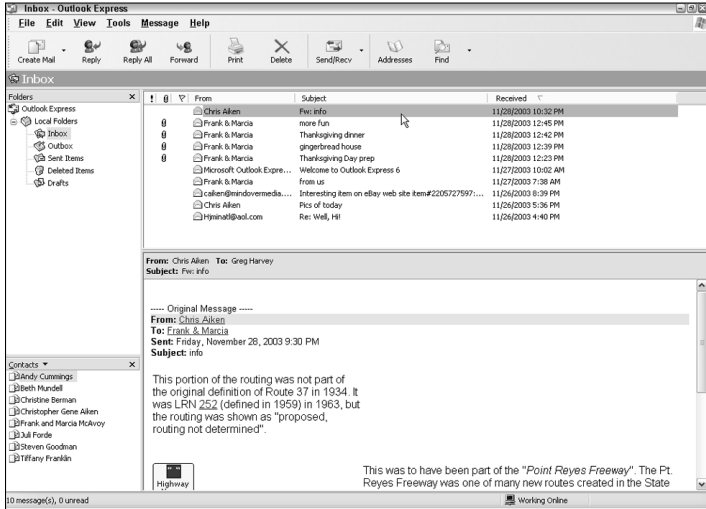 Inbox - Outlook Express
File Edit View Tools Message Help
Create Mail Reply Reply All Forward Print Delete Send/Recv Addresses Find
Inbox
Folders
Outlook Express
Local Folders
Inbox
Outbox
Sent Items
Deleted Items
Drafts
! From Subject Received
Chris Aiken Fw: info 11/28/2003 10:32 PM
Frank & Marcia more fun 11/28/2003 12:45 PM
Frank & Marcia Thanksgiving dinner 11/28/2003 12:42 PM
Frank & Marcia gingerbread house 11/28/2003 12:39 PM
Frank & Marcia Thanksgiving Day prep 11/28/2003 12:23 PM
Microsoft Outlook Expre... Welcome to Outlook Express 6 11/27/2003 10:02 AM
Frank & Marcia from us 11/27/2003 7:38 AM
caiken@mindovermedia.... Interesting item on eBay web site item#2205727597:... 11/26/2003 8:39 PM
Chris Aiken Pics of today 11/26/2003 5:36 PM
Hjminatl@aol.com Re: Well, Hi! 11/26/2003 4:40 PM
From: Chris Aiken To: Greg Harvey
Subject: Fw: info
----- Original Message -----
From: Chris Aiken
To: Frank & Marcia
Sent: Friday, November 28, 2003 9:30 PM
Subject: info
This portion of the routing was not part of
the original definition of Route 37 in 1934. It
was LRN 252 (defined in 1959) in 1963, but
the routing was shown as "proposed,
routing not determined".
Highway
This was to have been part of the "Point Reyes Freeway". The Pt.
Reyes Freeway was one of many new routes created in the State
Contacts
Andy Cummings
Beth Mundell
Christine Berman
Christopher Gene Aiken
Frank and Marcia McAvoy
Juli Forde
Steven Goodman
Tiffany Franklin
10 message(s), 0 unread
Working Online